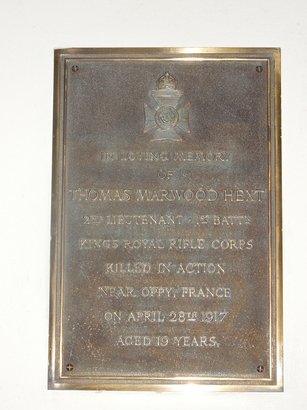 IN LOVING MEMORY
OF
THOMAS MARWOOD HEXT
2ND LIEUTENANT - 1ST BATTN
KINGS ROYAL RIFLE CORPS
KILLED IN ACTION
NEAR OPPY, FRANCE
ON APRIL 28TH 1917
AGED 19 YEARS.